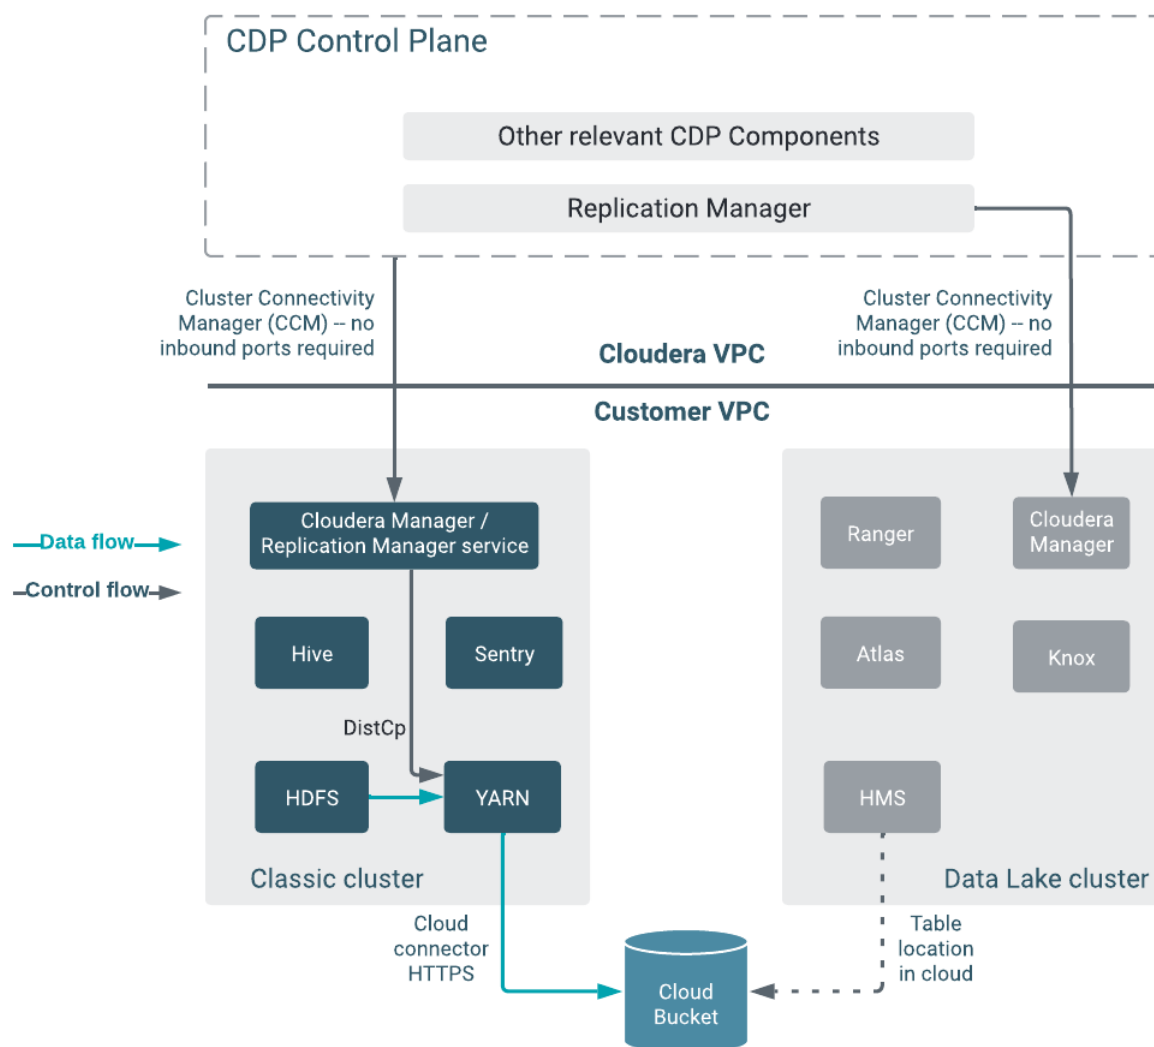 CDP Control Plane
Other relevant CDP Components
Replication Manager
Cluster Connectivity
Manager (CCM) -- no
inbound ports required
Cluster Connectivity
Manager (CCM) -- no
inbound ports required
Cloudera VPC
Customer VPC
Data flow
Control flow
Cloudera Manager /
Replication Manager service
Hive
Sentry
DistCp
HDFS
YARN
Classic cluster
Ranger
Cloudera
Manager
Atlas
Knox
HMS
Data Lake cluster
Cloud
connector
HTTPS
Cloud
Bucket
Table
location
in cloud